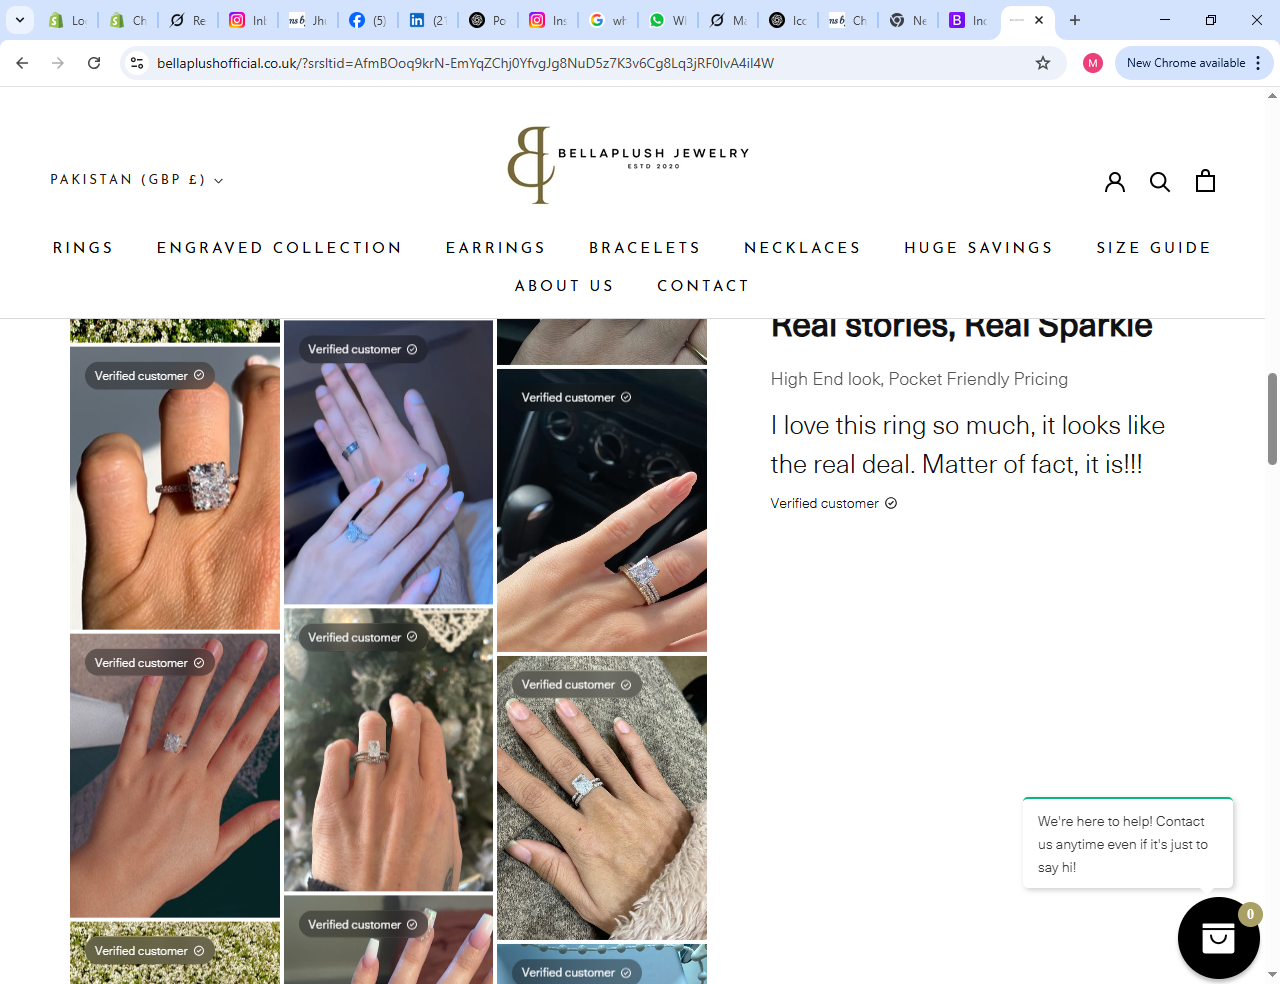 Lo
Ch
Re
Ink
Jh
(5)
(2
Po
Ins
wh
W
Ma
Ico
Ch
Ne
Inc
bellaplushofficial.co.uk/?srsltid=AfmBOoq9krN-EmYqZChj0YfvgJg8NuD5z7K3v6Cg8Lq3jRF0IvA4il4W
M
New Chrome available
BELLAPLUSH JEWELRY
ESTD 2020
PAKISTAN (GBP £)
RINGS ENGRAVED COLLECTION EARRINGS BRACELETS NECKLACES HUGE SAVINGS SIZE GUIDE
ABOUT US CONTACT
Verified customer
Verified customer
Verified customer
Verified customer
Verified customer
Verified customer
Verified customer
Verified customer
Verified customer
Real stories, Real Sparkle
High End look, Pocket Friendly Pricing
I love this ring so much, it looks like
the real deal. Matter of fact, it is!!!
Verified customer
We're here to help! Contact
us anytime even if it's just to
say hi!
0